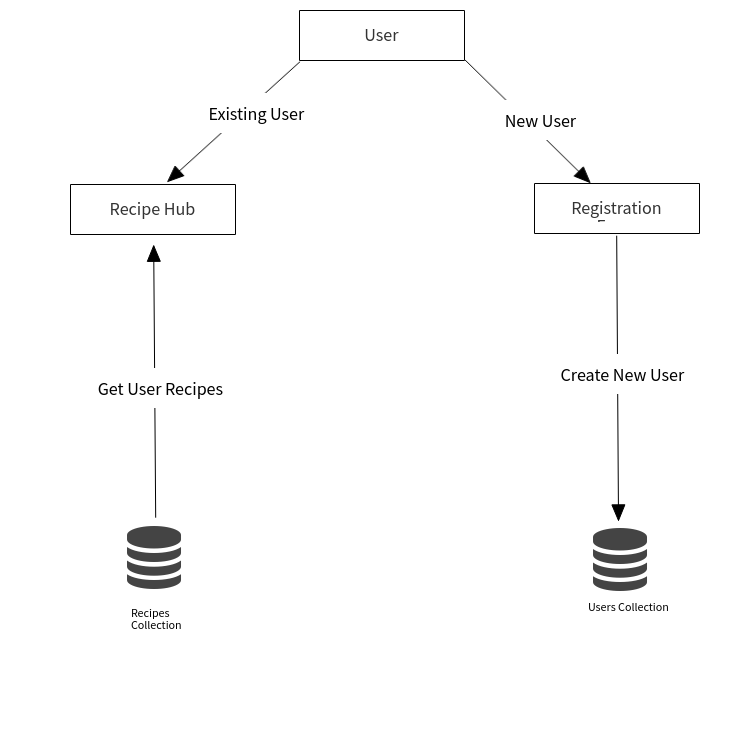 User
Existing User
New User
Recipe Hub
Registration
Get User Recipes
Create New User
Recipes
Collection
Users Collection